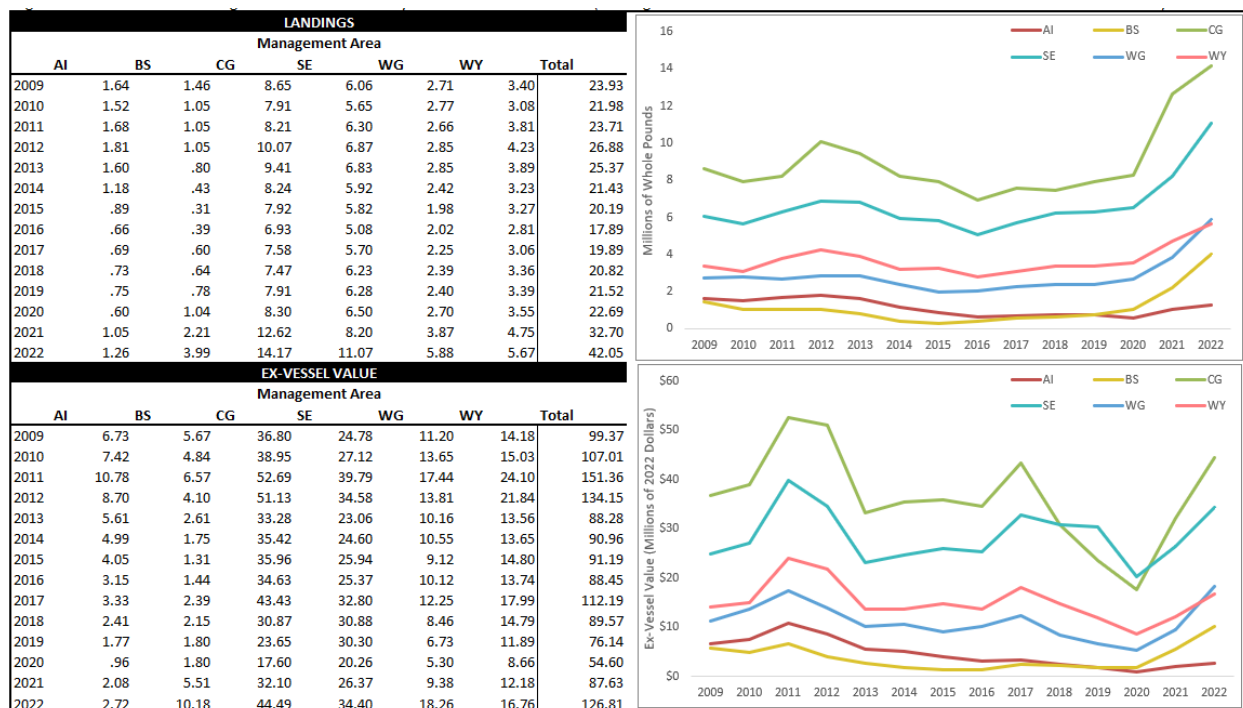 LANDINGS
Management Area
AI BS CG SE WG WY Total
2009 1.64 1.46 8.65 6.06 2.71 3.40 23.93
2010 1.52 1.05 7.91 5.65 2.77 3.08 21.98
2011 1.68 1.05 8.21 6.30 2.66 3.81 23.71
2012 1.81 1.05 10.07 6.87 2.85 4.23 26.88
2013 1.60 .80 9.41 6.83 2.85 3.89 25.37
2014 1.18 .43 8.24 5.92 2.42 3.23 21.43
2015 .89 .31 7.92 5.82 1.98 3.27 20.19
2016 .66 .39 6.93 5.08 2.02 2.81 17.89
2017 .69 .60 7.58 5.70 2.25 3.06 19.89
2018 .73 .64 7.47 6.23 2.39 3.36 20.82
2019 .75 .78 7.91 6.28 2.40 3.39 21.52
2020 .60 1.04 8.30 6.50 2.70 3.55 22.69
2021 1.05 2.21 12.62 8.20 3.87 4.75 32.70
2022 1.26 3.99 14.17 11.07 5.88 5.67 42.05
AI BS CG
SE WG WY
Millions of Whole Pounds
16
14
12
10
8
6
4
2
0
2009 2010 2011 2012 2013 2014 2015 2016 2017 2018 2019 2020 2021 2022
EX-VESSEL VALUE
Management Area
AI BS CG SE WG WY Total
2009 6.73 5.67 36.80 24.78 11.20 14.18 99.37
2010 7.42 4.84 38.95 27.12 13.65 15.03 107.01
2011 10.78 6.57 52.69 39.79 17.44 24.10 151.36
2012 8.70 4.10 51.13 34.58 13.81 21.84 134.15
2013 5.61 2.61 33.28 23.06 10.16 13.56 88.28
2014 4.99 1.75 35.42 24.60 10.55 13.65 90.96
2015 4.05 1.31 35.96 25.94 9.12 14.80 91.19
2016 3.15 1.44 34.63 25.37 10.12 13.74 88.45
2017 3.33 2.39 43.43 32.80 12.25 17.99 112.19
2018 2.41 2.15 30.87 30.88 8.46 14.79 89.57
2019 1.77 1.80 23.65 30.30 6.73 11.89 76.14
2020 .96 1.80 17.60 20.26 5.30 8.66 54.60
2021 2.08 5.51 32.10 26.37 9.38 12.18 87.63
2022 2.72 10.18 44.49 34.40 18.26 16.76 126.81
AI BS CG
SE WG WY
Ex-Vessel Value (Millions of 2022 Dollars)
$60
$50
$40
$30
$20
$10
$0
2009 2010 2011 2012 2013 2014 2015 2016 2017 2018 2019 2020 2021 2022